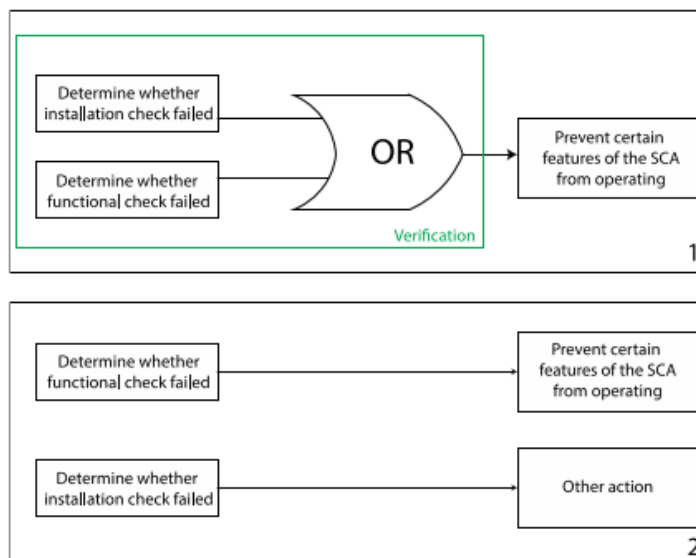 Determine whether
installation check failed
Determine whether
functional check failed
OR
Verification
Prevent certain
features of the SCA
from operating
1
Determine whether
functional check failed
Prevent certain
features of the SCA
from operating
Determine whether
installation check failed
Other action
2